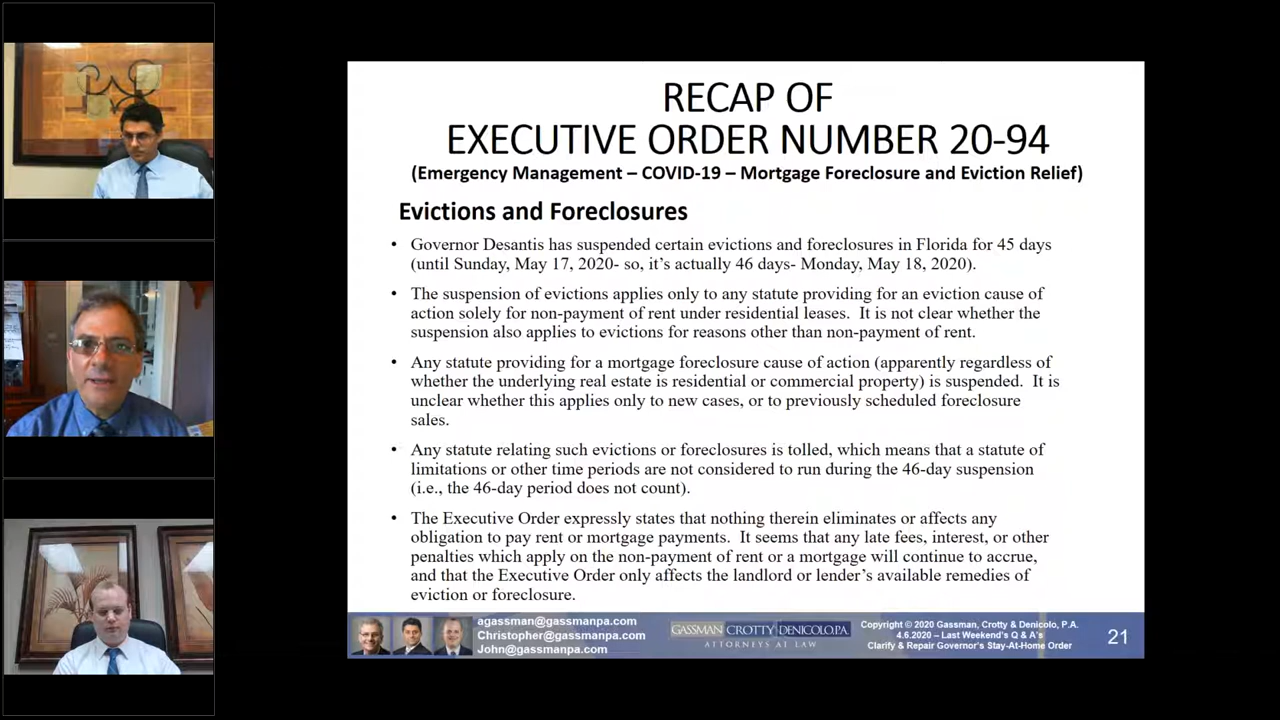 RECAP OF
EXECUTIVE ORDER NUMBER 20-94
(Emergency Management – COVID-19 – Mortgage Foreclosure and Eviction Relief)
Evictions and Foreclosures
• Governor Desantis has suspended certain evictions and foreclosures in Florida for 45 days
(until Sunday, May 17, 2020- so, it's actually 46 days- Monday, May 18, 2020).
• The suspension of evictions applies only to any statute providing for an eviction cause of
action solely for non-payment of rent under residential leases. It is not clear whether the
suspension also applies to evictions for reasons other than non-payment of rent.
• Any statute providing for a mortgage foreclosure cause of action (apparently regardless of
whether the underlying real estate is residential or commercial property) is suspended. It is
unclear whether this applies only to new cases, or to previously scheduled foreclosure
sales.
• Any statute relating such evictions or foreclosures is tolled, which means that a statute of
limitations or other time periods are not considered to run during the 46-day suspension
(i.e., the 46-day period does not count).
• The Executive Order expressly states that nothing therein eliminates or affects any
obligation to pay rent or mortgage payments. It seems that any late fees, interest, or other
penalties which apply on the non-payment of rent or a mortgage will continue to accrue,
and that the Executive Order only affects the landlord or lender's available remedies of
eviction or foreclosure.
agassman@gassmanpa.com
Christopher@gassmanpa.com
John@gassmanpa.com
GASSMAN CROTTY DENICOLO, P.A.
ATTORNEYS AT LAW
Copyright © 2020 Gassman, Crotty & Denicolo, P.A.
4.6.2020 – Last Weekend's Q & A's
Clarify & Repair Governor's Stay-At-Home Order
21